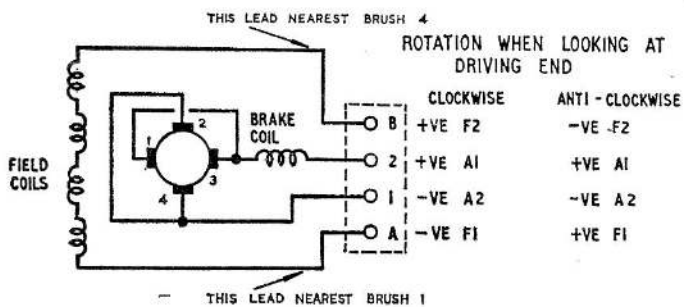 THIS LEAD NEAREST BRUSH 4
ROTATION WHEN LOOKING AT
DRIVING END
CLOCKWISE ANTI-CLOCKWISE
B +VE F2 -VE F2
2 +VE A1 +VE A1
1 -VE A2 -VE A2
A -VE F1 +VE F1
BRAKE
COIL
FIELD
COILS
1
2
3
4
THIS LEAD NEAREST BRUSH 1